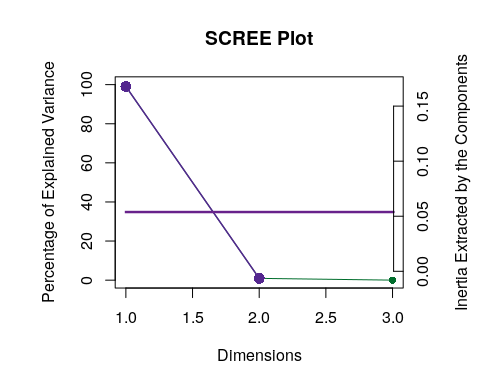 SCREE Plot
Percentage of Explained Variance
100
80
60
40
20
0
0.15
0.10
0.05
0.00
Inertia Extracted by the Components
1.0 1.5 2.0 2.5 3.0
Dimensions